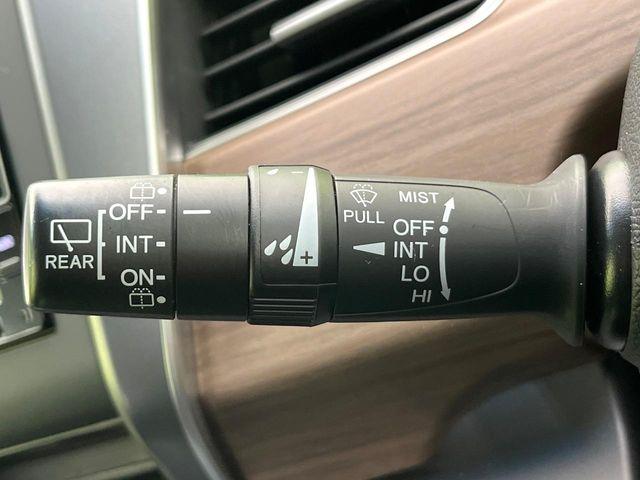 OFF
INT
ON
REAR
− 
+
MIST
PULL
OFF
INT
LO
HI